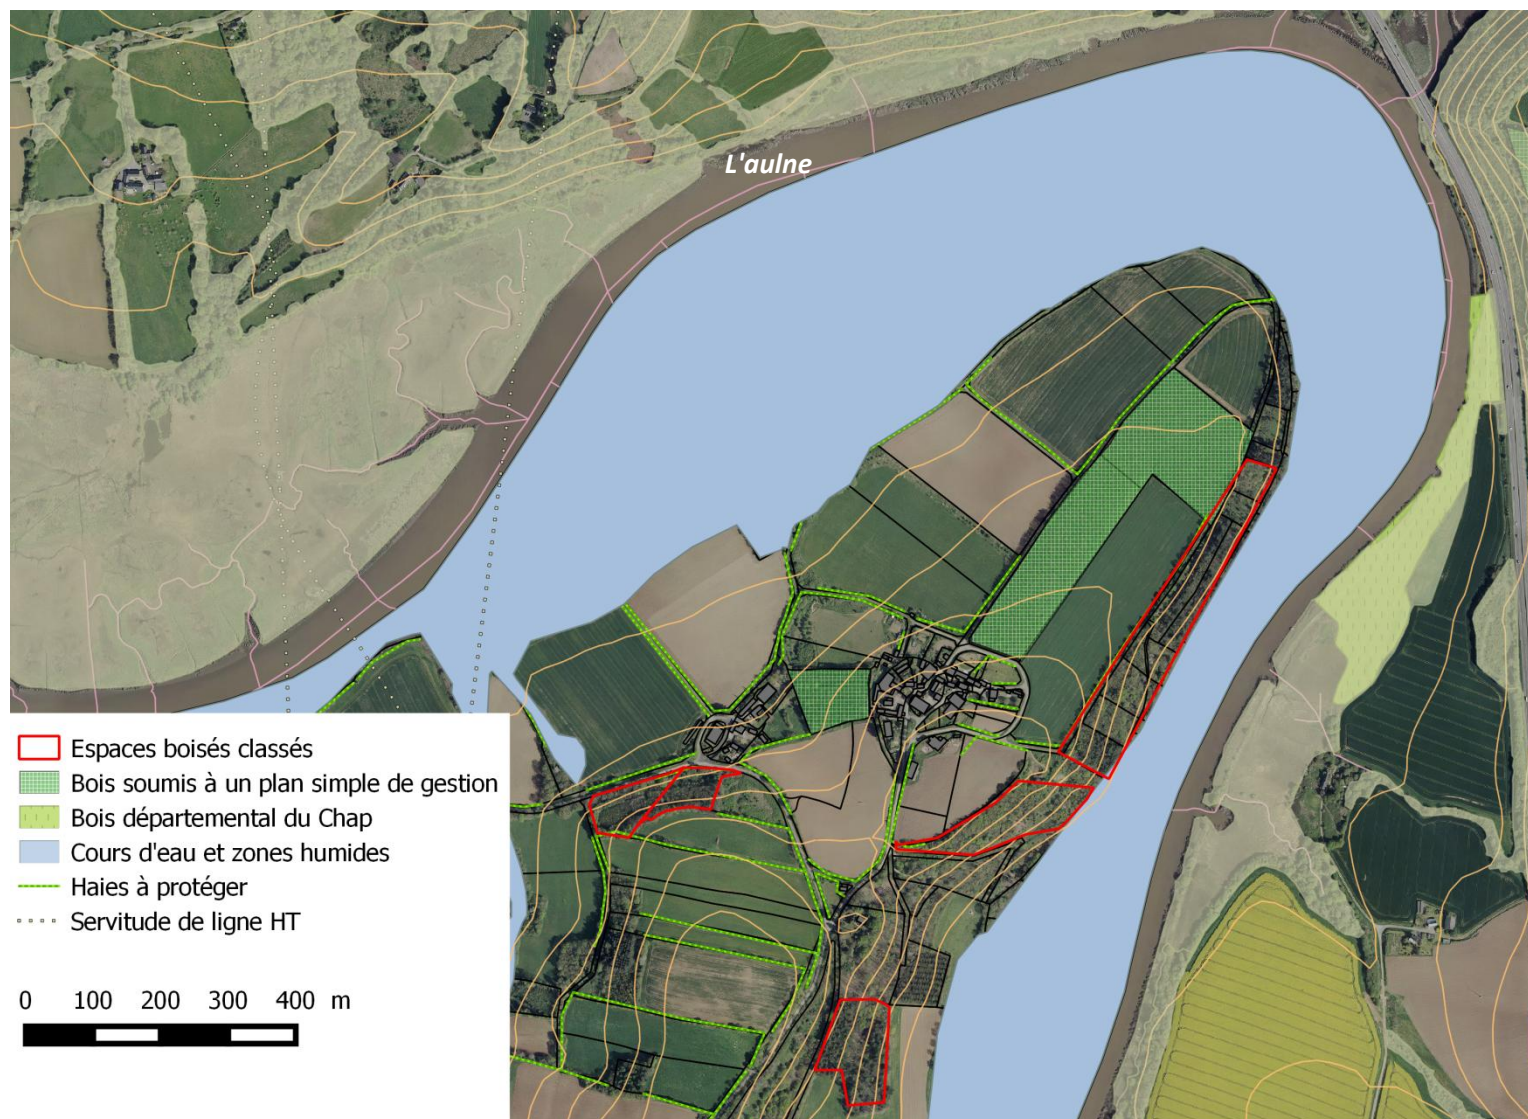 L'aulne
Espaces boisés classés
Bois soumis à un plan simple de gestion
Bois départemental du Chap
Cours d'eau et zones humides
Haies à protéger
Servitude de ligne HT
0 100 200 300 400 m